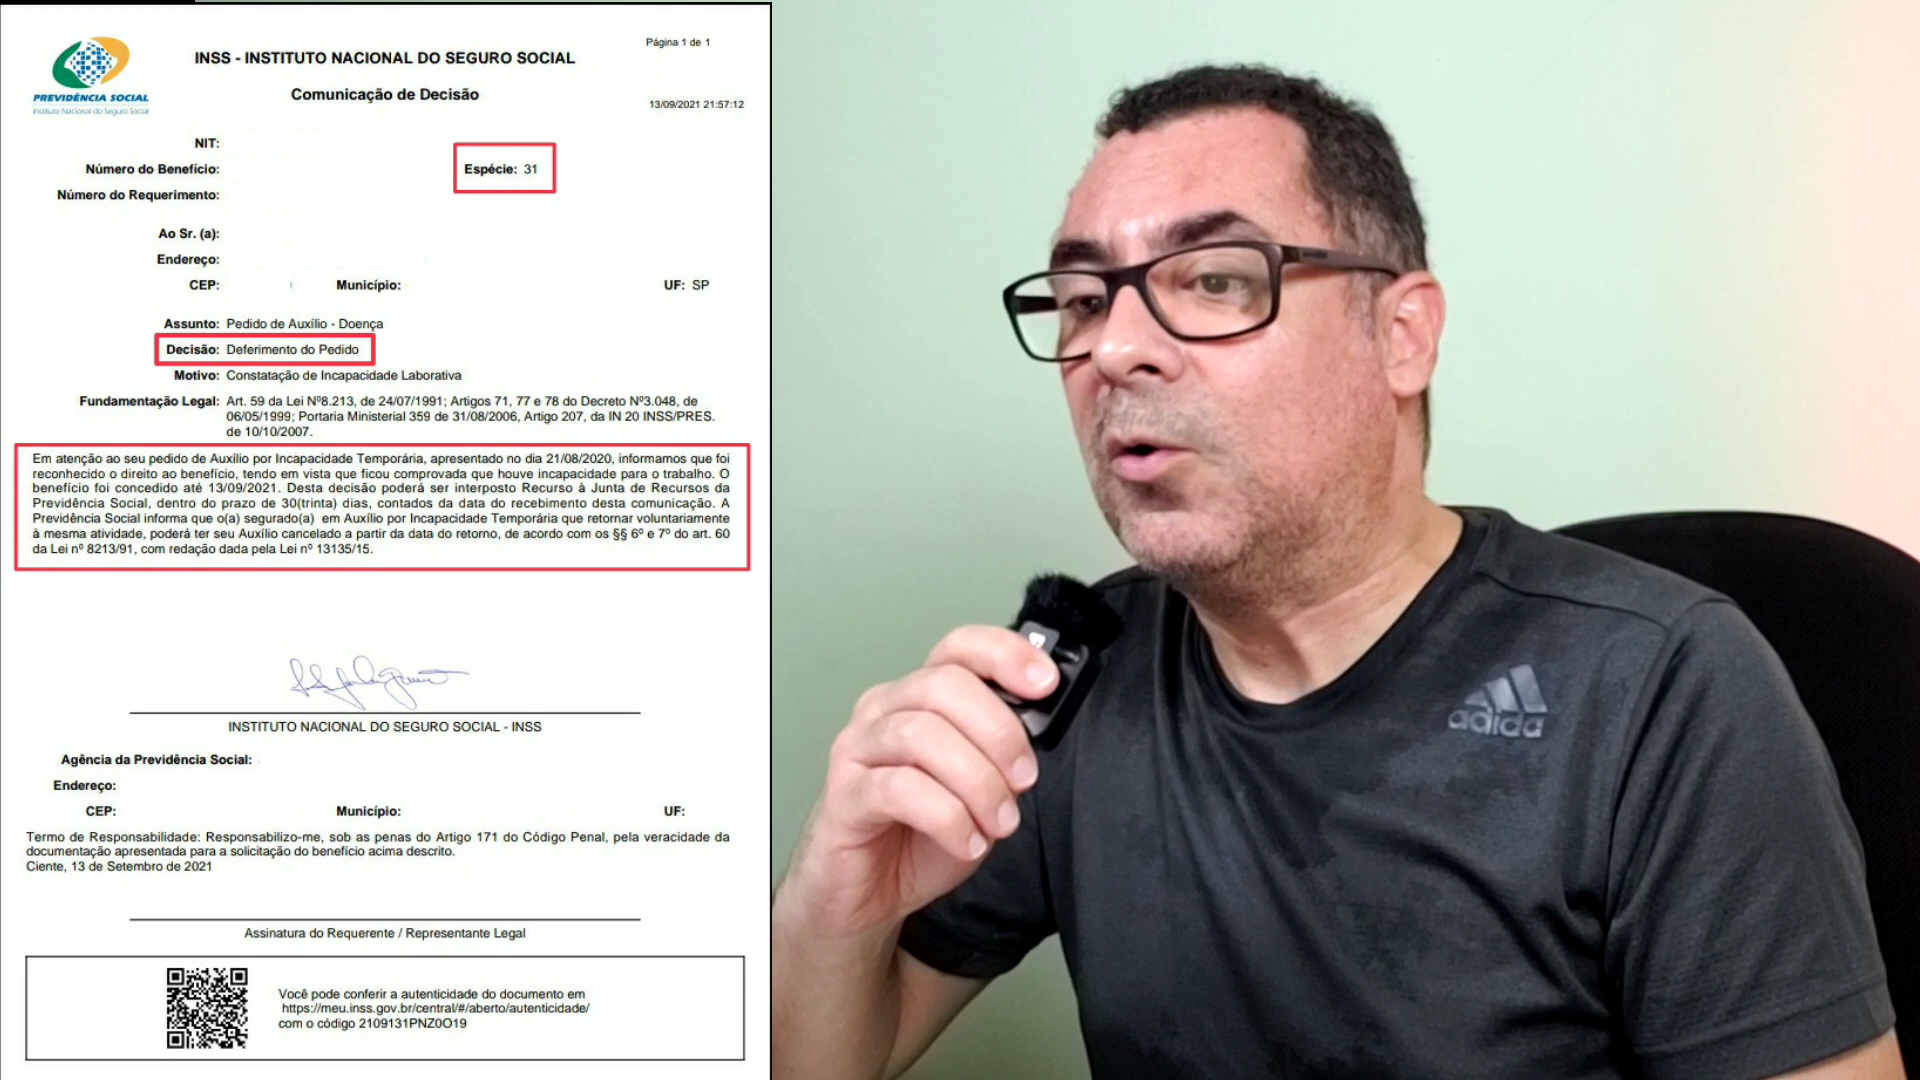 Página 1 de 1
INSS - INSTITUTO NACIONAL DO SEGURO SOCIAL
PREVIDÊNCIA SOCIAL
Instituto Nacional do Seguro Social
Comunicação de Decisão
13/09/2021 21:57:12
NIT:
Número do Benefício:
Espécie: 31
Número do Requerimento:
Ao Sr. (a):
Endereço:
CEP: Município: UF: SP
Assunto: Pedido de Auxílio - Doença
Decisão: Deferimento do Pedido
Motivo: Constatação de Incapacidade Laborativa
Fundamentação Legal: Art. 59 da Lei Nº8.213, de 24/07/1991; Artigos 71, 77 e 78 do Decreto Nº3.048, de
06/05/1999; Portaria Ministerial 359 de 31/08/2006, Artigo 207, da IN 20 INSS/PRES.
de 10/10/2007.
Em atenção ao seu pedido de Auxílio por Incapacidade Temporária, apresentado no dia 21/08/2020, informamos que foi
reconhecido o direito ao benefício, tendo em vista que ficou comprovada que houve incapacidade para o trabalho. O
benefício foi concedido até 13/09/2021. Desta decisão poderá ser interposto Recurso à Junta de Recursos da
Previdência Social, dentro do prazo de 30(trinta) dias, contados da data do recebimento desta comunicação. A
Previdência Social informa que o(a) segurado(a) em Auxílio por Incapacidade Temporária que retornar voluntariamente
à mesma atividade, poderá ter seu Auxílio cancelado a partir da data do retorno, de acordo com os §§ 6º e 7º do art. 60
da Lei nº 8213/91, com redação dada pela Lei nº 13135/15.
INSTITUTO NACIONAL DO SEGURO SOCIAL - INSS
Agência da Previdência Social:
Endereço:
CEP: Município: UF:
Termo de Responsabilidade: Responsabilizo-me, sob as penas do Artigo 171 do Código Penal, pela veracidade da
documentação apresentada para a solicitação do benefício acima descrito.
Ciente, 13 de Setembro de 2021
Assinatura do Requerente / Representante Legal
Você pode conferir a autenticidade do documento em
https://meu.inss.gov.br/central/#/aberto/autenticidade/
com o código 2109131PNZ0O19
adidas